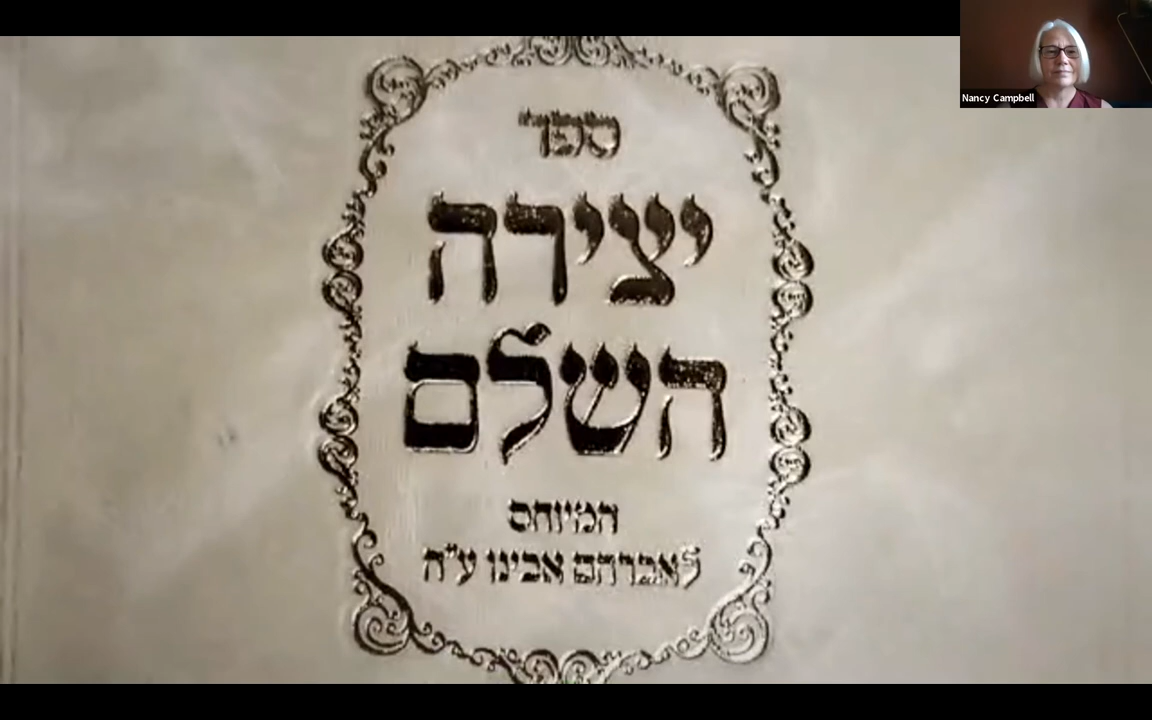 Nancy Campbell
ספר
יצירה
השלם
המיוחס
לאברהם אבינו ע״ה